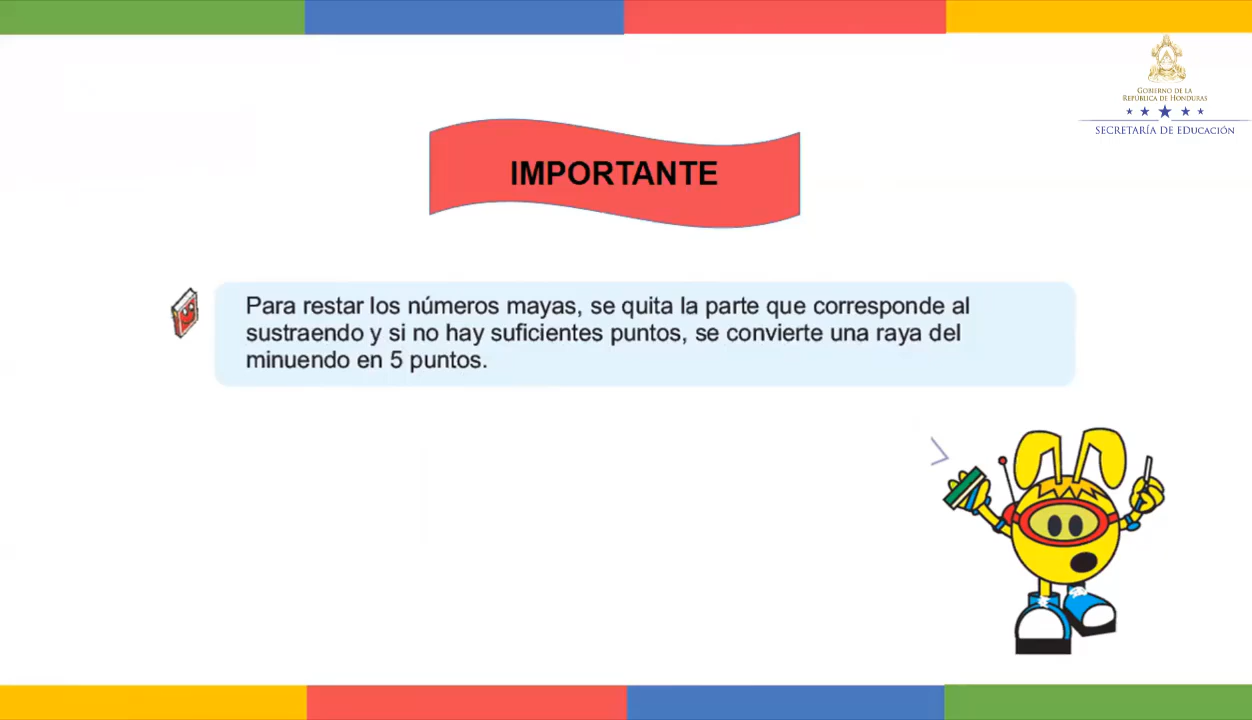 GOBIERNO DE LA
REPÚBLICA DE HONDURAS
SECRETARÍA DE EDUCACIÓN
IMPORTANTE
Para restar los números mayas, se quita la parte que corresponde al
sustraendo y si no hay suficientes puntos, se convierte una raya del
minuendo en 5 puntos.